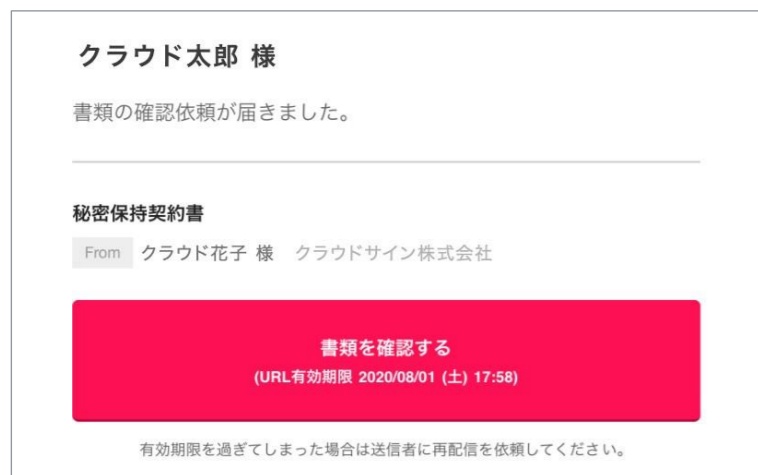 クラウド太郎 様
書類の確認依頼が届きました。
秘密保持契約書
From クラウド花子 様 クラウドサイン株式会社
書類を確認する
(URL有効期限 2020/08/01 (土) 17:58)
有効期限を過ぎてしまった場合は送信者に再配信を依頼してください。